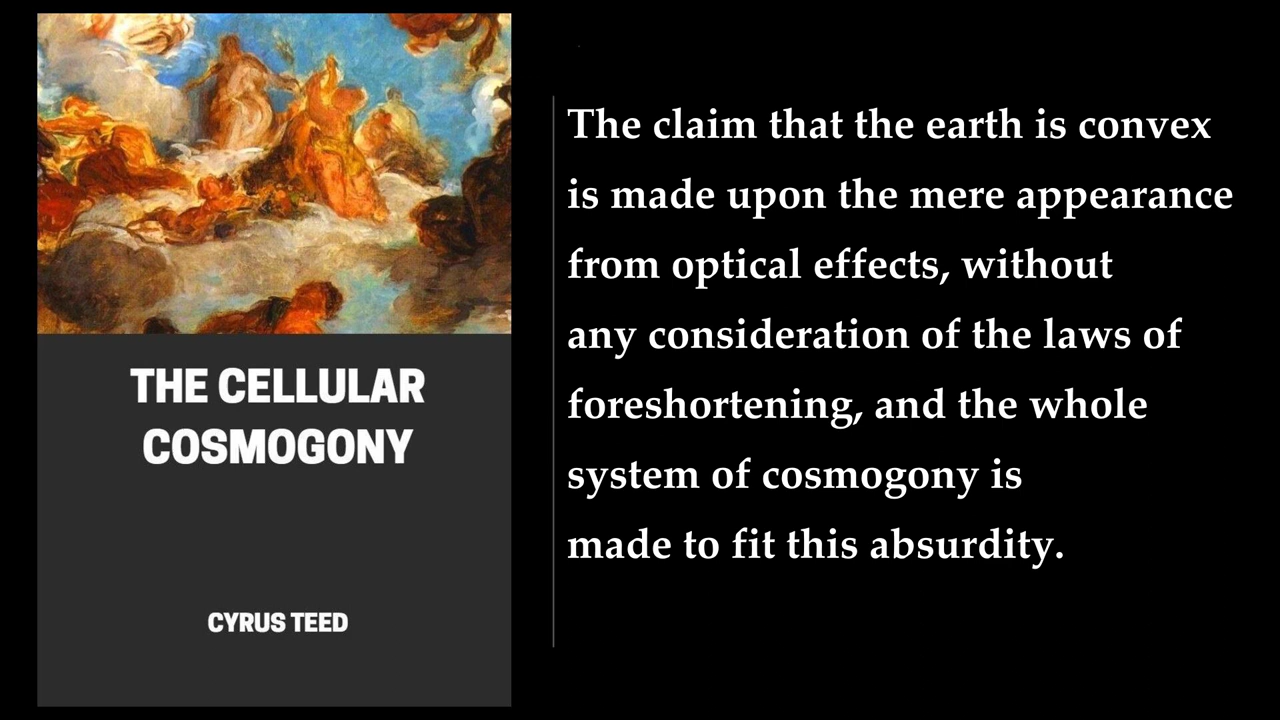 THE CELLULAR
COSMOGONY
CYRUS TEED
The claim that the earth is convex
is made upon the mere appearance
from optical effects, without
any consideration of the laws of
foreshortening, and the whole
system of cosmogony is
made to fit this absurdity.